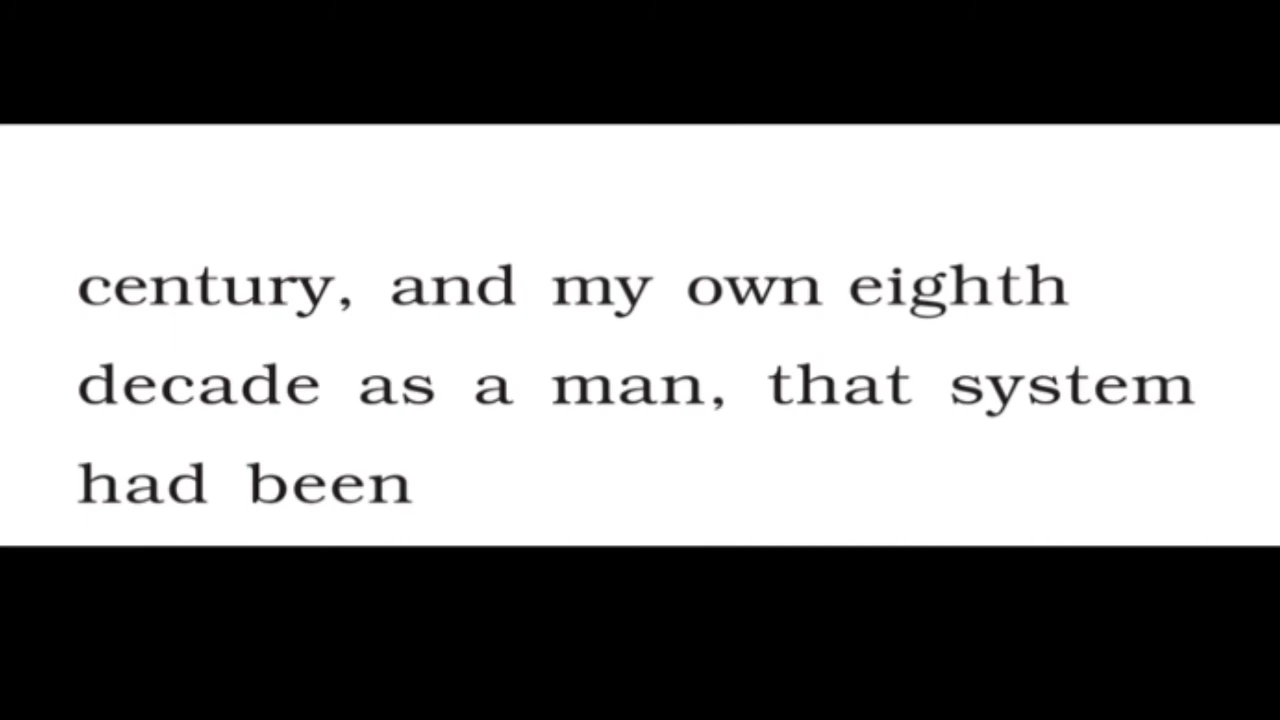 century, and my own eighth
decade as a man, that system
had been